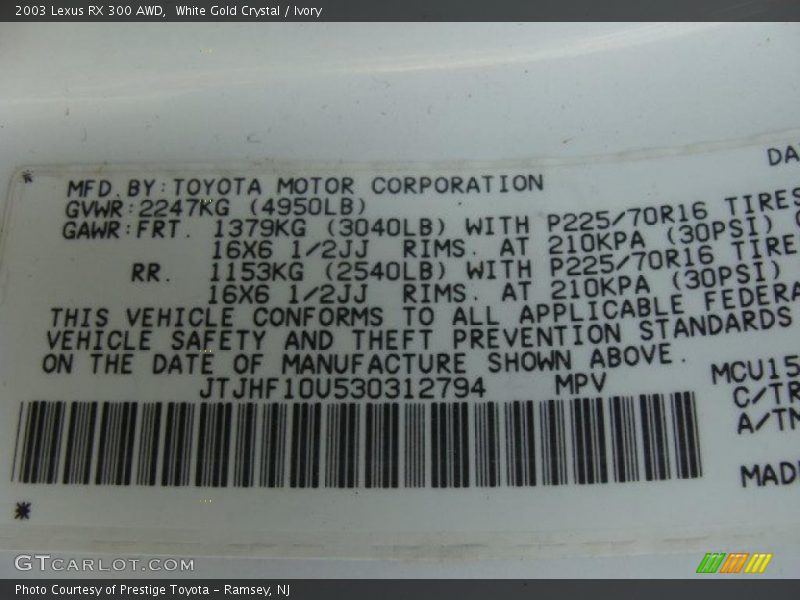 2003 Lexus RX 300 AWD,  White Gold Crystal / Ivory
DA
MFD.BY:TOYOTA MOTOR CORPORATION
GVWR:2247KG (4950LB)
GAWR:FRT. 1379KG (3040LB) WITH P225/70R16 TIRES
16X6 1/2JJ RIMS. AT 210KPA (30PSI)
RR. 1153KG (2540LB) WITH P225/70R16 TIRE
16X6 1/2JJ RIMS. AT 210KPA (30PSI)
THIS VEHICLE CONFORMS TO ALL APPLICABLE FEDERA
VEHICLE SAFETY AND THEFT PREVENTION STANDARDS
ON THE DATE OF MANUFACTURE SHOWN ABOVE.
JTJHF10U530312794 MPV
MCU15
C/TR
A/TN
MADE
GTCARLOT.COM
Photo Courtesy of Prestige Toyota - Ramsey, NJ